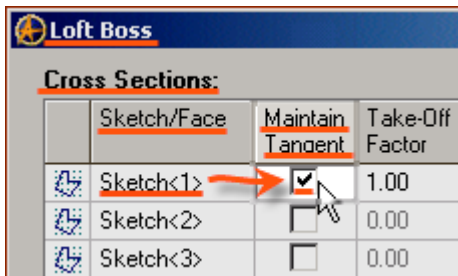 Loft Boss
Cross Sections:
Sketch/Face Maintain Tangent Take-Off Factor
Sketch<1> 1.00
Sketch<2> 0.00
Sketch<3> 0.00